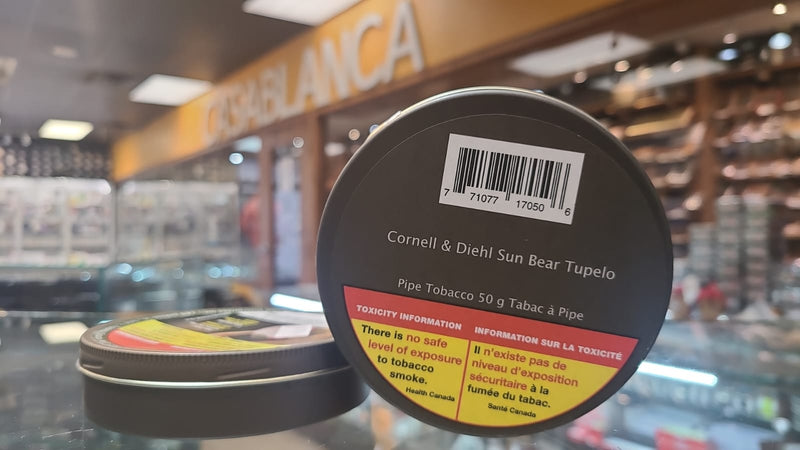 CASABLANCA
7 71077 17050 6
Cornell & Diehl Sun Bear Tupelo
Pipe Tobacco 50 g Tabac à Pipe
TOXICITY INFORMATION
There is no safe
level of exposure
to tobacco
smoke.
Health Canada
INFORMATION SUR LA TOXICITÉ
Il n'existe pas de
niveau d'exposition
sécuritaire à la
fumée du tabac.
Santé Canada